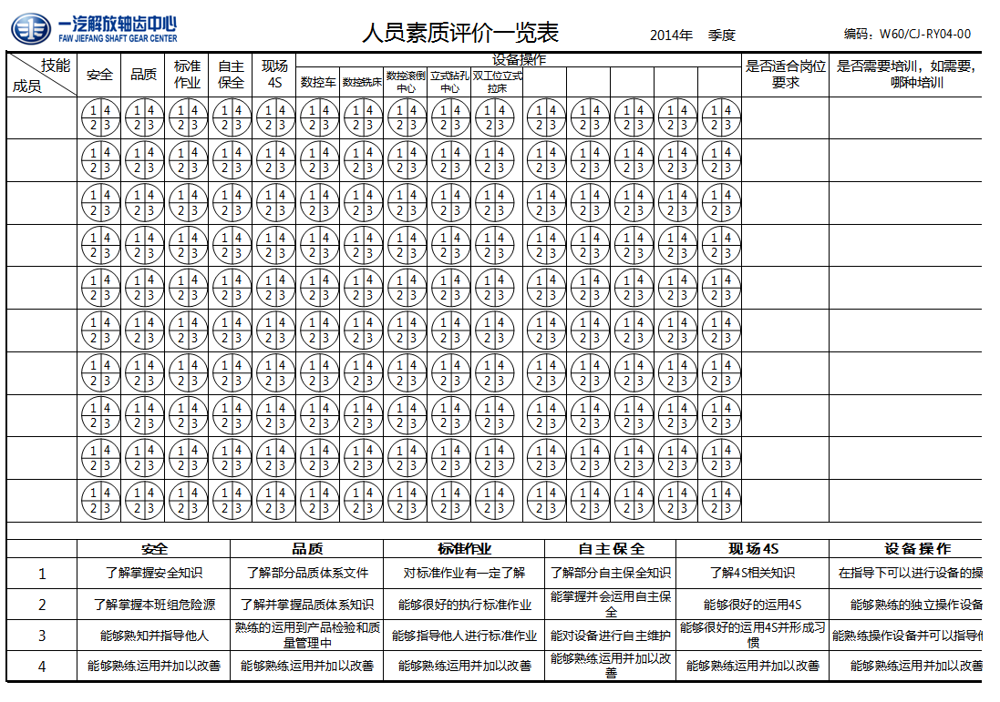 一汽解放轴齿中心
FAW JIEFANG SHAFT GEAR CENTER
人员素质评价一览表
2014年 季度
编码：W60/CJ-RY04-00
技能
成员
安全 品质 标准作业 自主保全 现场4S 设备操作 是否适合岗位要求 是否需要培训，如需要，哪种培训
数控车 数控铣床 数控滚倒中心 立式钻孔中心 双工位立式拉床
1 4 1 4 1 4 1 4 1 4 1 4 1 4 1 4 1 4 1 4 1 4 1 4 1 4 1 4 1 4
2 3 2 3 2 3 2 3 2 3 2 3 2 3 2 3 2 3 2 3 2 3 2 3 2 3 2 3 2 3
1 4 1 4 1 4 1 4 1 4 1 4 1 4 1 4 1 4 1 4 1 4 1 4 1 4 1 4 1 4
2 3 2 3 2 3 2 3 2 3 2 3 2 3 2 3 2 3 2 3 2 3 2 3 2 3 2 3 2 3
1 4 1 4 1 4 1 4 1 4 1 4 1 4 1 4 1 4 1 4 1 4 1 4 1 4 1 4 1 4
2 3 2 3 2 3 2 3 2 3 2 3 2 3 2 3 2 3 2 3 2 3 2 3 2 3 2 3 2 3
1 4 1 4 1 4 1 4 1 4 1 4 1 4 1 4 1 4 1 4 1 4 1 4 1 4 1 4 1 4
2 3 2 3 2 3 2 3 2 3 2 3 2 3 2 3 2 3 2 3 2 3 2 3 2 3 2 3 2 3
1 4 1 4 1 4 1 4 1 4 1 4 1 4 1 4 1 4 1 4 1 4 1 4 1 4 1 4 1 4
2 3 2 3 2 3 2 3 2 3 2 3 2 3 2 3 2 3 2 3 2 3 2 3 2 3 2 3 2 3
1 4 1 4 1 4 1 4 1 4 1 4 1 4 1 4 1 4 1 4 1 4 1 4 1 4 1 4 1 4
2 3 2 3 2 3 2 3 2 3 2 3 2 3 2 3 2 3 2 3 2 3 2 3 2 3 2 3 2 3
1 4 1 4 1 4 1 4 1 4 1 4 1 4 1 4 1 4 1 4 1 4 1 4 1 4 1 4 1 4
2 3 2 3 2 3 2 3 2 3 2 3 2 3 2 3 2 3 2 3 2 3 2 3 2 3 2 3 2 3
1 4 1 4 1 4 1 4 1 4 1 4 1 4 1 4 1 4 1 4 1 4 1 4 1 4 1 4 1 4
2 3 2 3 2 3 2 3 2 3 2 3 2 3 2 3 2 3 2 3 2 3 2 3 2 3 2 3 2 3
1 4 1 4 1 4 1 4 1 4 1 4 1 4 1 4 1 4 1 4 1 4 1 4 1 4 1 4 1 4
2 3 2 3 2 3 2 3 2 3 2 3 2 3 2 3 2 3 2 3 2 3 2 3 2 3 2 3 2 3
1 4 1 4 1 4 1 4 1 4 1 4 1 4 1 4 1 4 1 4 1 4 1 4 1 4 1 4 1 4
2 3 2 3 2 3 2 3 2 3 2 3 2 3 2 3 2 3 2 3 2 3 2 3 2 3 2 3 2 3
安全 品质 标准作业 自主保全 现场4S 设备操作
1 了解掌握安全知识 了解部分品质体系文件 对标准作业有一定了解 了解部分自主保全知识 了解4S相关知识 在指导下可以进行设备的操
2 了解掌握本班组危险源 了解并掌握品质体系知识 能够很好的执行标准作业 能掌握并会运用自主保全 能够很好的运用4S 能够熟练的独立操作设备
3 能够熟知并指导他人 熟练的运用到产品检验和质量管理中 能够指导他人进行标准作业 能对设备进行自主维护 能够很好的运用4S并形成习惯 能熟练操作设备并可以指导他
4 能够熟练运用并加以改善 能够熟练运用并加以改善 能够熟练运用并加以改善 能够熟练运用并加以改善 能够熟练运用并加以改善 能够熟练运用并加以改善